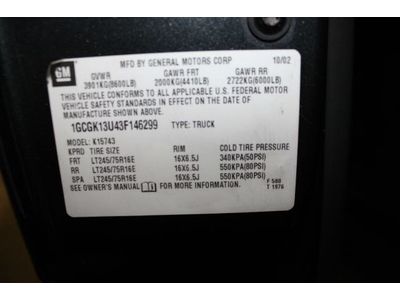 GM
MFD BY GENERAL MOTORS CORP 10/02
GVWR GAWR FRT GAWR RR
3901KG(8600LB) 2000KG(4410LB) 2722KG(6000LB)
THIS VEHICLE CONFORMS TO ALL APPLICABLE U.S. FEDERAL MOTOR
VEHICLE SAFETY STANDARDS IN EFFECT ON THE DATE OF
MANUFACTURE SHOWN ABOVE.
1GCGK13U43F146299 TYPE: TRUCK
MODEL: K15743
KPD TIRE SIZE RIM COLD TIRE PRESSURE
FRT LT245/75R16E 16X6.5J 340KPA(50PSI)
RR LT245/75R16E 16X6.5J 550KPA(80PSI)
SPA LT245/75R16E 16X6.5J 550KPA(80PSI)
SEE OWNER'S MANUAL FOR MORE INFORMATION
F 588
T 1976